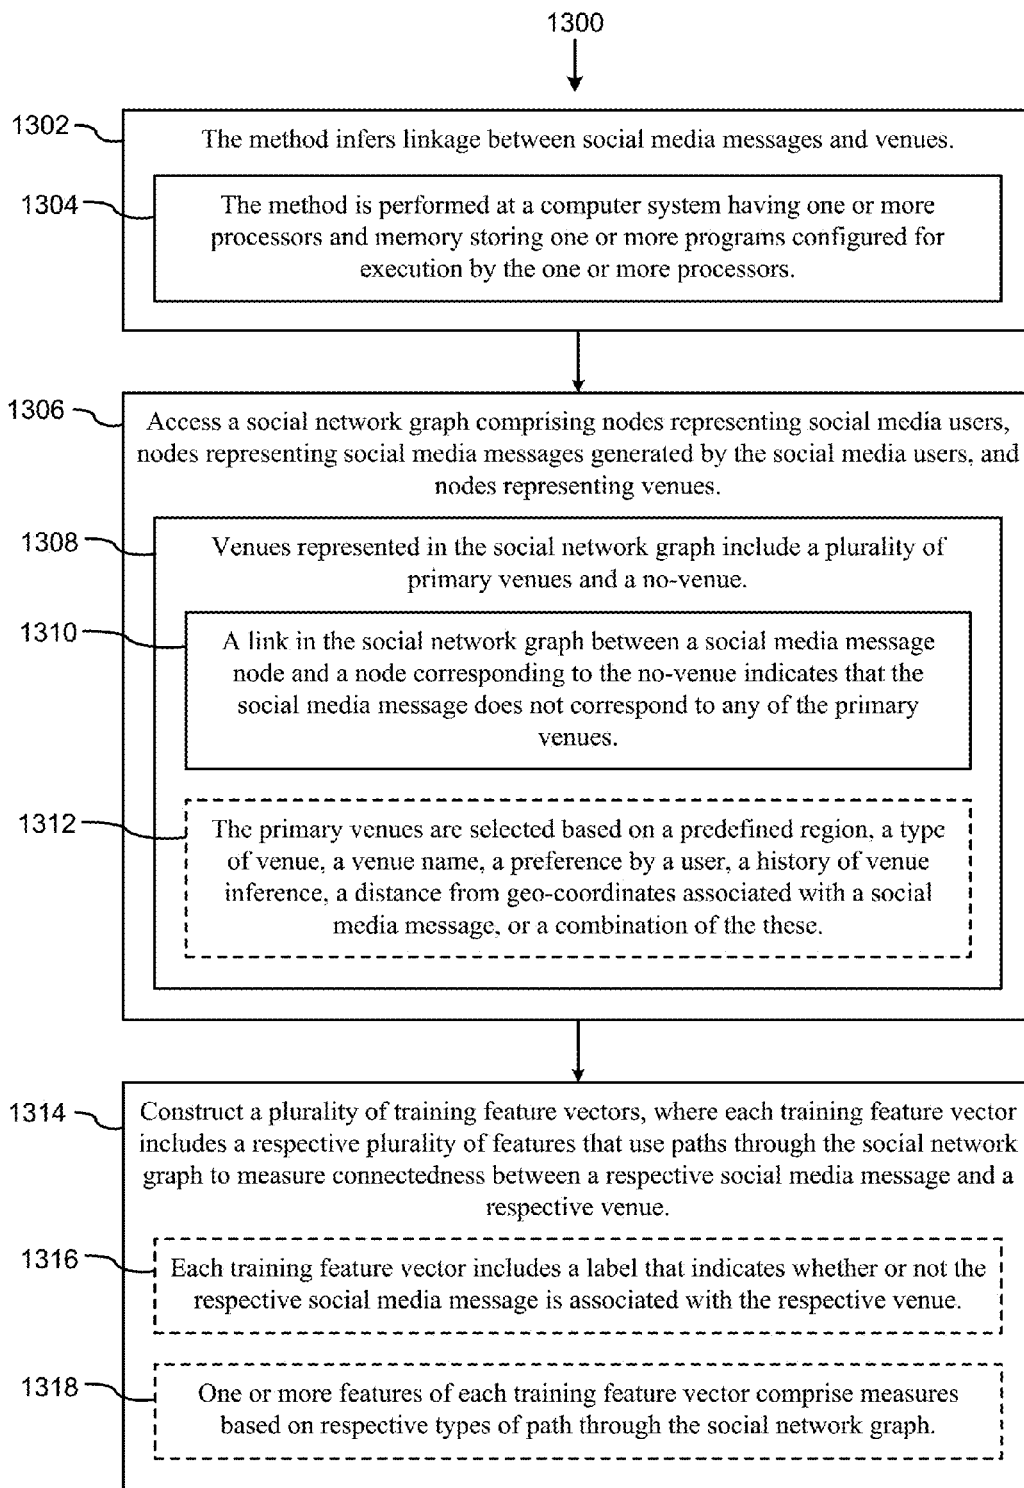 1300
1302
The method infers linkage between social media messages and venues.
1304
The method is performed at a computer system having one or more
processors and memory storing one or more programs configured for
execution by the one or more processors.
1306
Access a social network graph comprising nodes representing social media users,
nodes representing social media messages generated by the social media users, and
nodes representing venues.
1308
Venues represented in the social network graph include a plurality of
primary venues and a no-venue.
1310
A link in the social network graph between a social media message
node and a node corresponding to the no-venue indicates that the
social media message does not correspond to any of the primary
venues.
1312
The primary venues are selected based on a predefined region, a type
of venue, a venue name, a preference by a user, a history of venue
inference, a distance from geo-coordinates associated with a social
media message, or a combination of the these.
1314
Construct a plurality of training feature vectors, where each training feature vector
includes a respective plurality of features that use paths through the social network
graph to measure connectedness between a respective social media message and a
respective venue.
1316
Each training feature vector includes a label that indicates whether or not the
respective social media message is associated with the respective venue.
1318
One or more features of each training feature vector comprise measures
based on respective types of path through the social network graph.